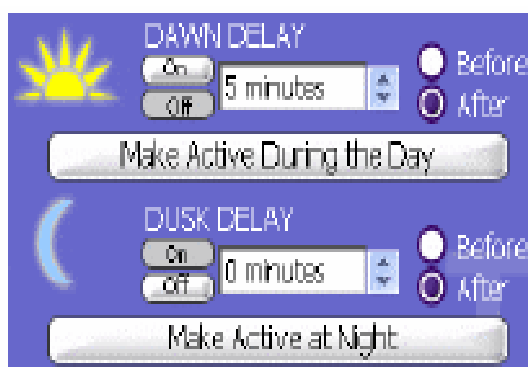 DAWN DELAY
On
Off
5 minutes
Before
After
Make Active During the Day
DUSK DELAY
On
Off
0 minutes
Before
After
Make Active at Night